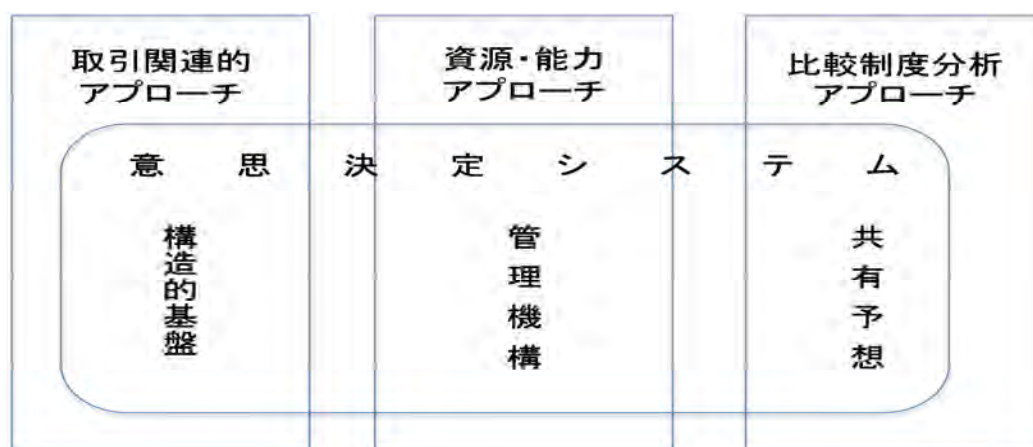 取引関連的
アプローチ
資源・能力
アプローチ
比較制度分析
アプローチ
意思決定システム
構造的基盤
管理機構
共有予想